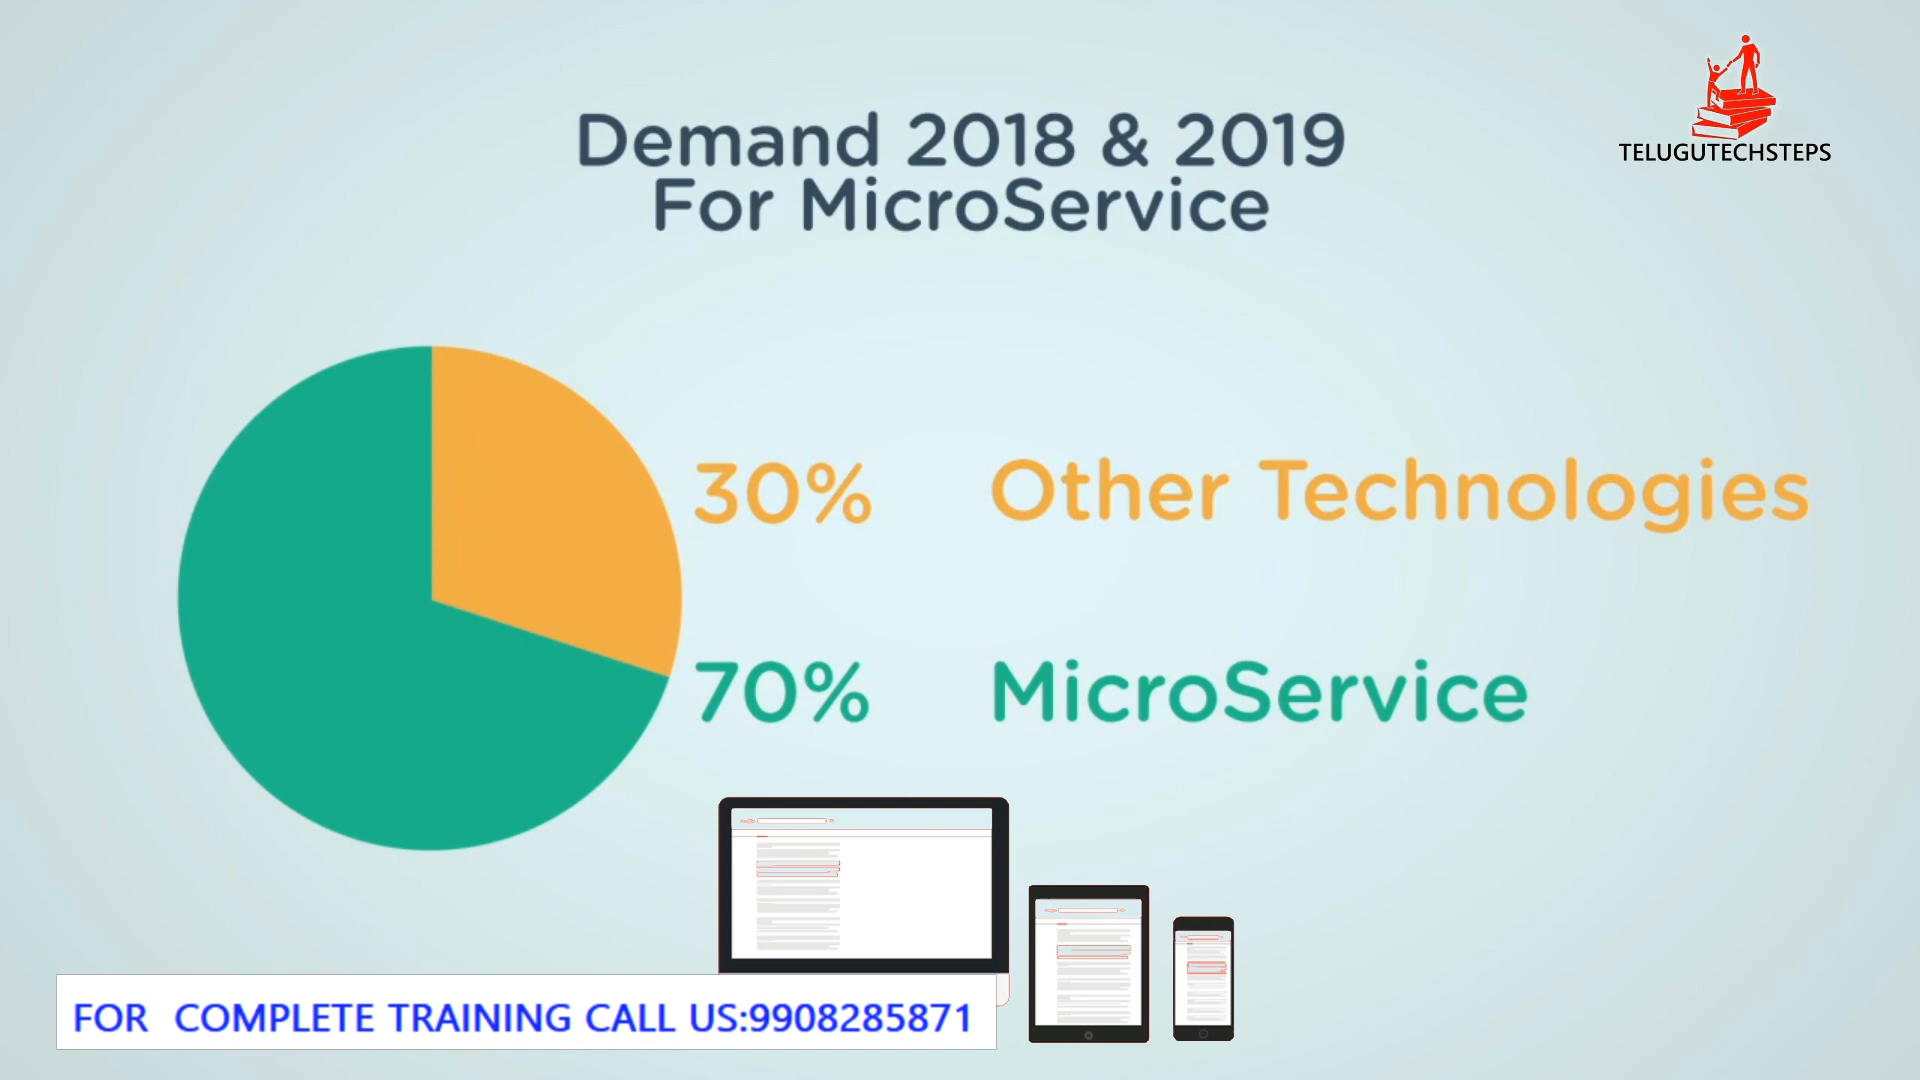 TELUGUTECHSTEPS
Demand 2018 & 2019
For MicroService
30% Other Technologies
70% MicroService
FOR COMPLETE TRAINING CALL US:9908285871